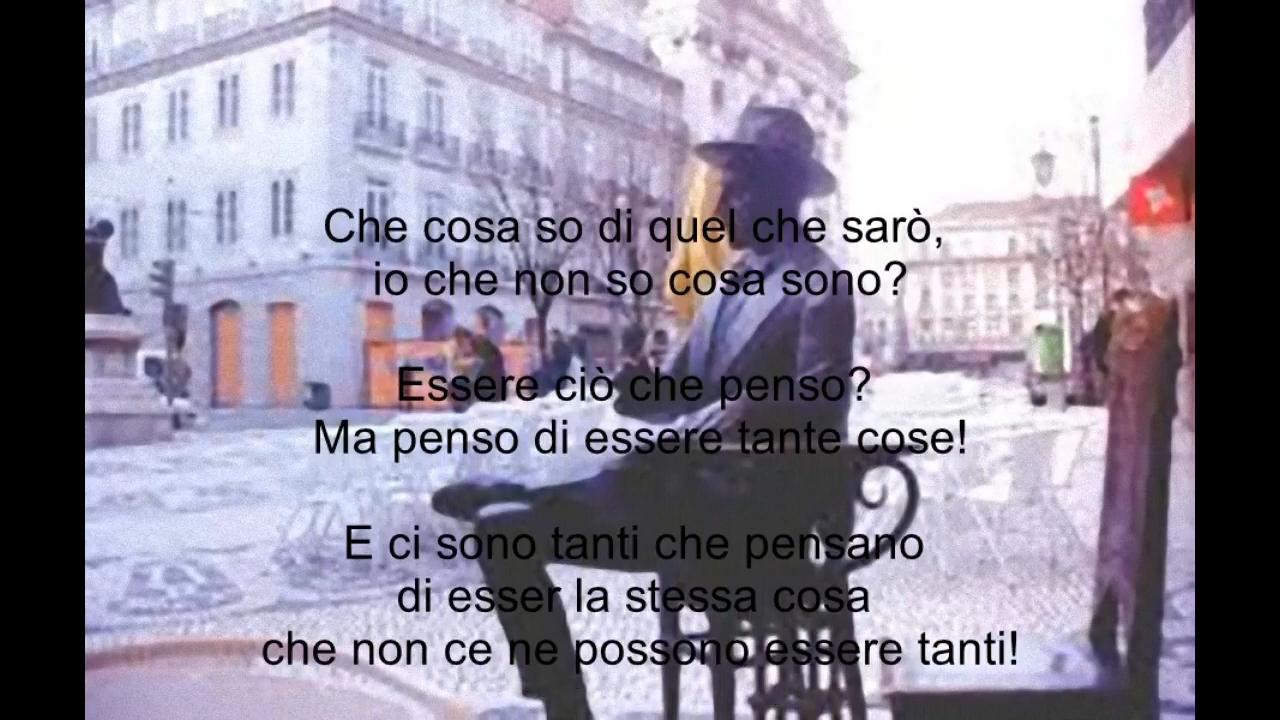 Che cosa so di quel che sarò,
io che non so cosa sono?
Essere ciò che penso?
Ma penso di essere tante cose!
E ci sono tanti che pensano
di esser la stessa cosa
che non ce ne possono essere tanti!